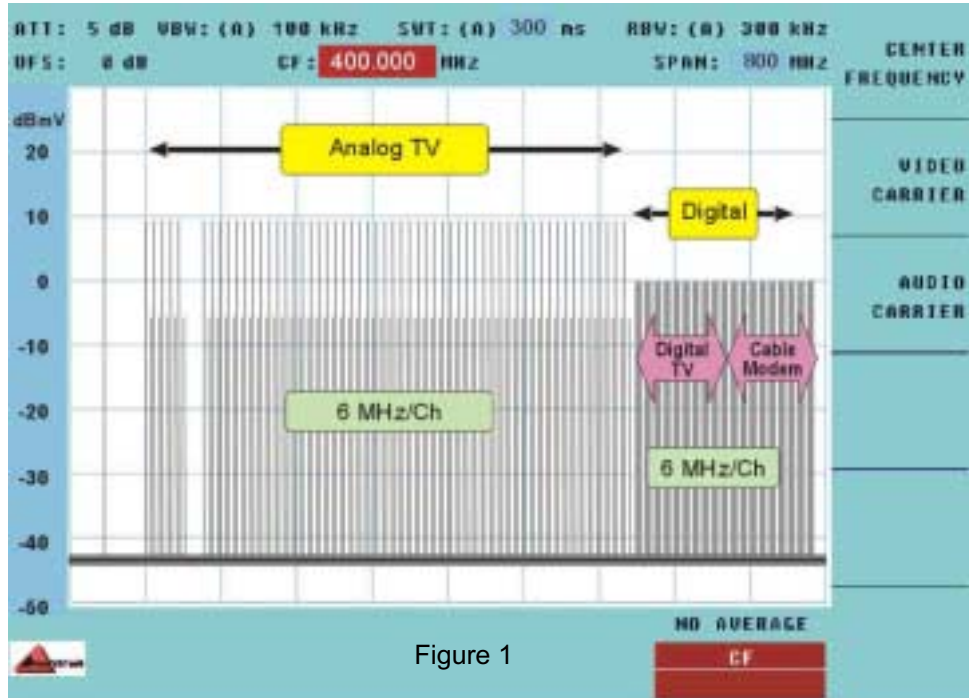 ATT: 5 dB VBW: (A) 100 kHz SWT: (A) 300 ms RBW: (A) 300 kHz
CF: 400.000 MHz SPAN: 800 MHz
0 dB
CENTER
FREQUENCY
dBmV
20
10
0
-10
-20
-30
-40
-50
Analog TV
Digital
Digital
TV
Cable
Modem
6 MHz/Ch
6 MHz/Ch
VIDEO
CARRIER
AUDIO
CARRIER
NO AVERAGE
CF
Figure 1